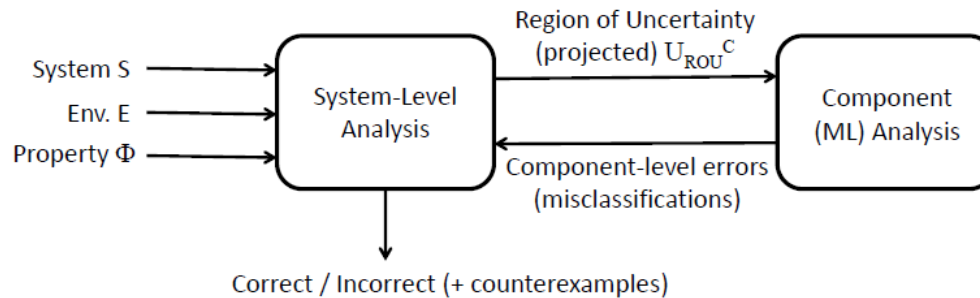 System S
Env. E
Property Φ
System-Level
Analysis
Region of Uncertainty
(projected) U_ROU^C
Component-level errors
(misclassifications)
Component
(ML) Analysis
Correct / Incorrect (+ counterexamples)